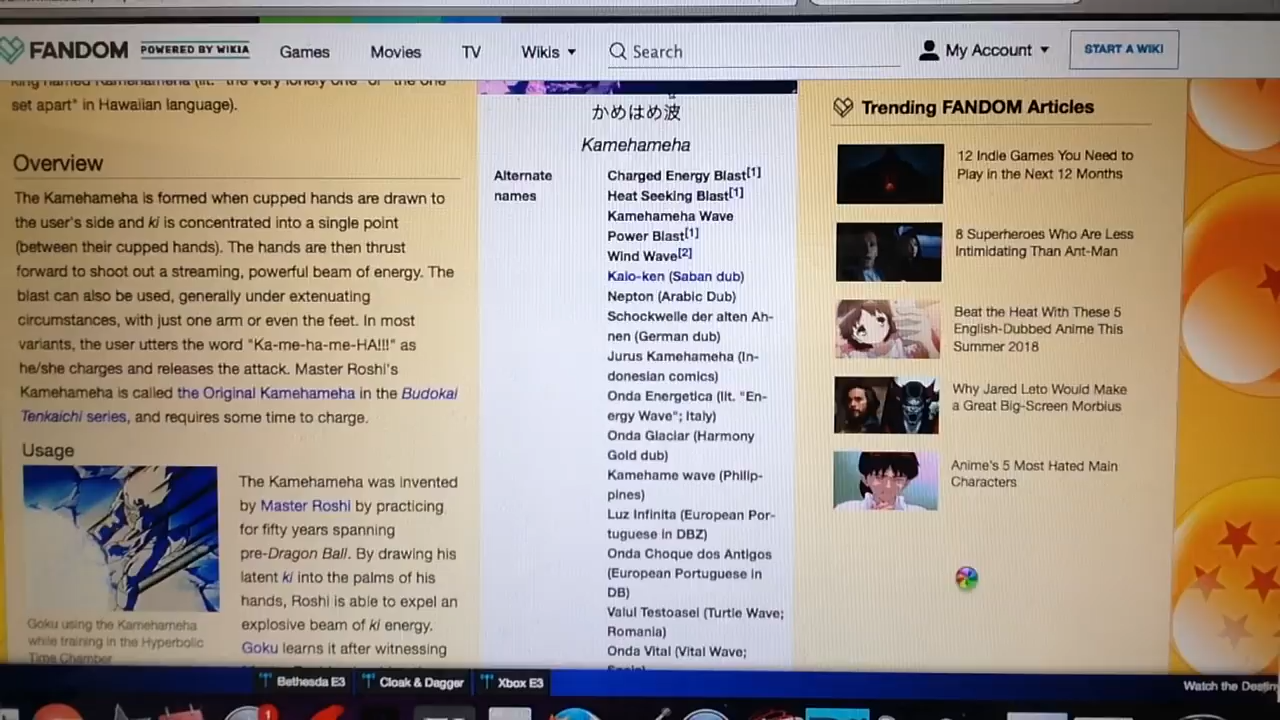 FANDOM POWERED BY WIKIA Games Movies TV Wikis Search My Account START A WIKI
set apart" in Hawaiian language).
Overview
The Kamehameha is formed when cupped hands are drawn to
the user's side and ki is concentrated into a single point
(between their cupped hands). The hands are then thrust
forward to shoot out a streaming, powerful beam of energy. The
blast can also be used, generally under extenuating
circumstances, with just one arm or even the feet. In most
variants, the user utters the word "Ka-me-ha-me-HA!!!" as
he/she charges and releases the attack. Master Roshi's
Kamehameha is called the Original Kamehameha in the Budokai
Tenkaichi series, and requires some time to charge.
Usage
The Kamehameha was invented
by Master Roshi by practicing
for fifty years spanning
pre-Dragon Ball. By drawing his
latent ki into the palms of his
hands, Roshi is able to expel an
explosive beam of ki energy.
Goku learns it after witnessing
Goku using the Kamehameha
while training in the Hyperbolic
Time Chamber
かめはめ波
Kamehameha
Alternate
names
Charged Energy Blast[1]
Heat Seeking Blast[1]
Kamehameha Wave
Power Blast[1]
Wind Wave[2]
Kaio-ken (Saban dub)
Nepton (Arabic Dub)
Schockwelle der alten Ah-
nen (German dub)
Jurus Kamehameha (In-
donesian comics)
Onda Energetica (lit. "En-
ergy Wave"; Italy)
Onda Glaciar (Harmony
Gold dub)
Kamehame wave (Philip-
pines)
Luz Infinita (European Por-
tuguese in DBZ)
Onda Choque dos Antigos
(European Portuguese in
DB)
Valul Testoasei (Turtle Wave;
Romania)
Onda Vital (Vital Wave;
Trending FANDOM Articles
12 Indie Games You Need to
Play in the Next 12 Months
8 Superheroes Who Are Less
Intimidating Than Ant-Man
Beat the Heat With These 5
English-Dubbed Anime This
Summer 2018
Why Jared Leto Would Make
a Great Big-Screen Morbius
Anime's 5 Most Hated Main
Characters
Bethesda E3 Cloak & Dagger Xbox E3
Watch the Destin
1